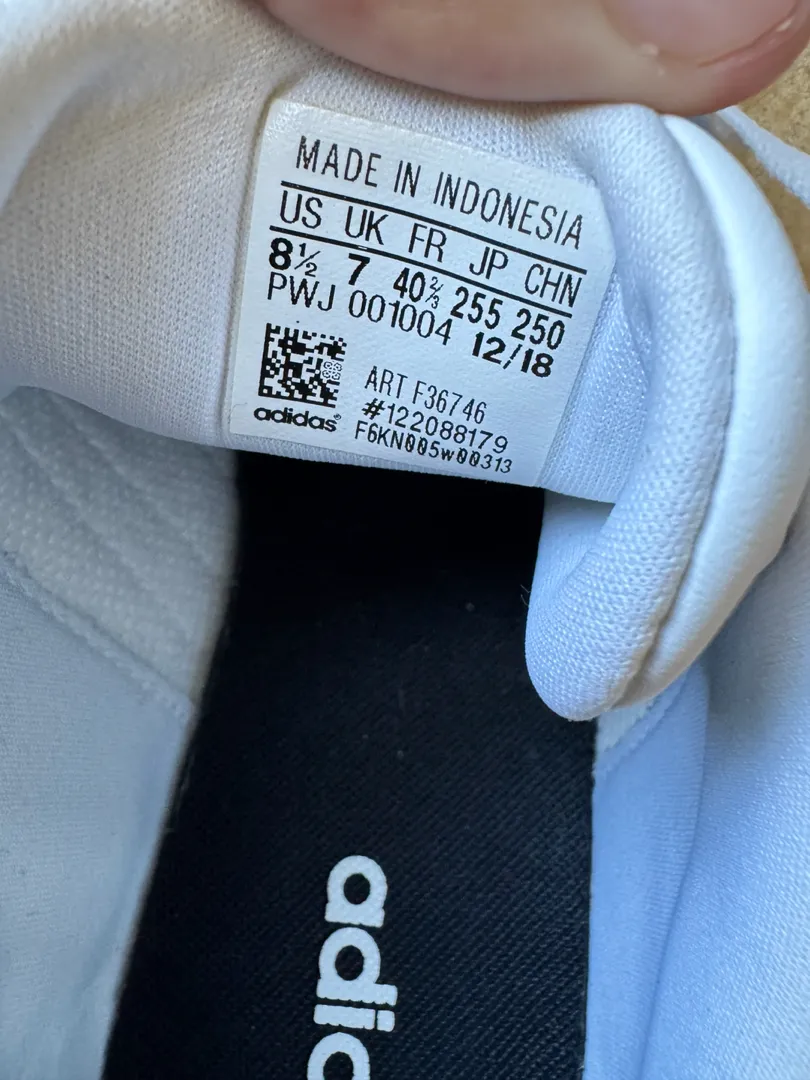 MADE IN INDONESIA
US UK FR JP CHN
8½ 7 40⅔ 255 250
PWJ 001004 12/18
ART F36746
#122088179
adidas® F6KN005w00313
adidas